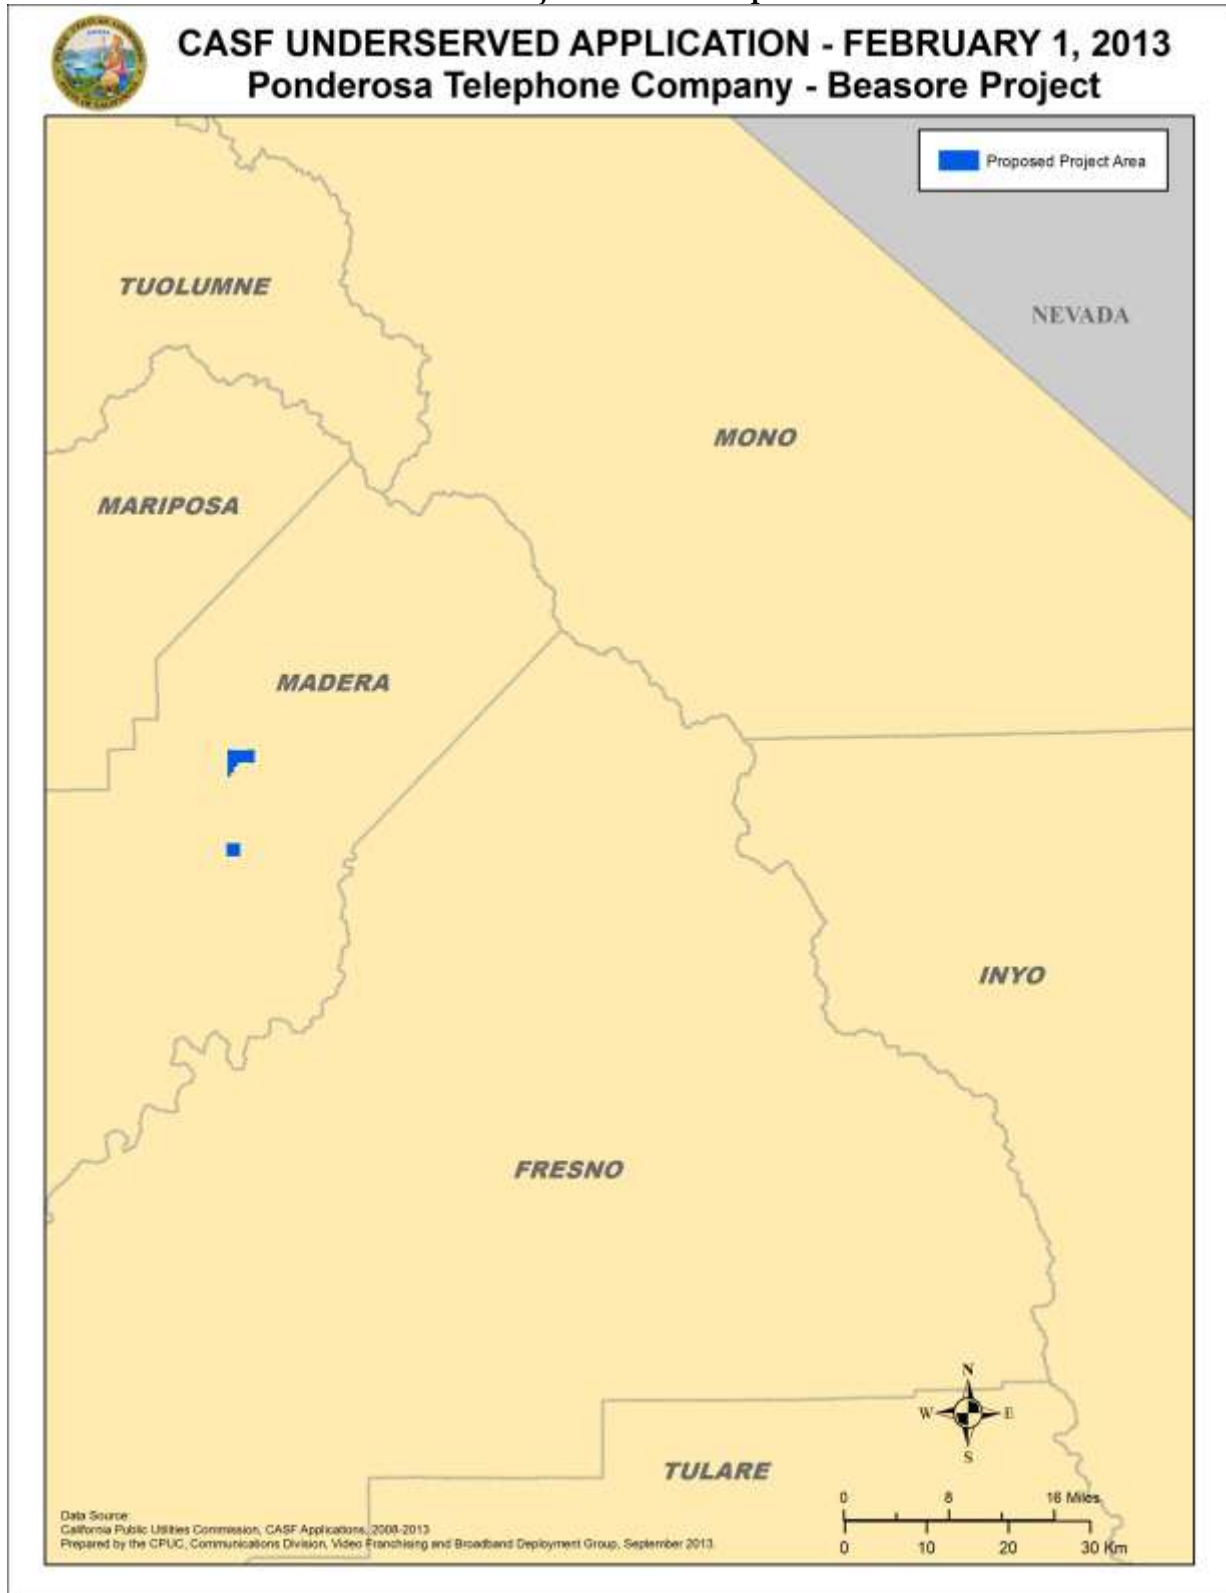 CASF UNDERSERVED APPLICATION - FEBRUARY 1, 2013
Ponderosa Telephone Company - Beasore Project
Proposed Project Area
TUOLUMNE
NEVADA
MONO
MARIPOSA
MADERA
INYO
FRESNO
N
W E
S
TULARE
0 8 16 Miles
0 10 20 30 Km
Data Source:
California Public Utilities Commission, CASF Applications, 2008-2013
Prepared by the CPUC, Communications Division, Video Franchising and Broadband Deployment Group, September 2013.